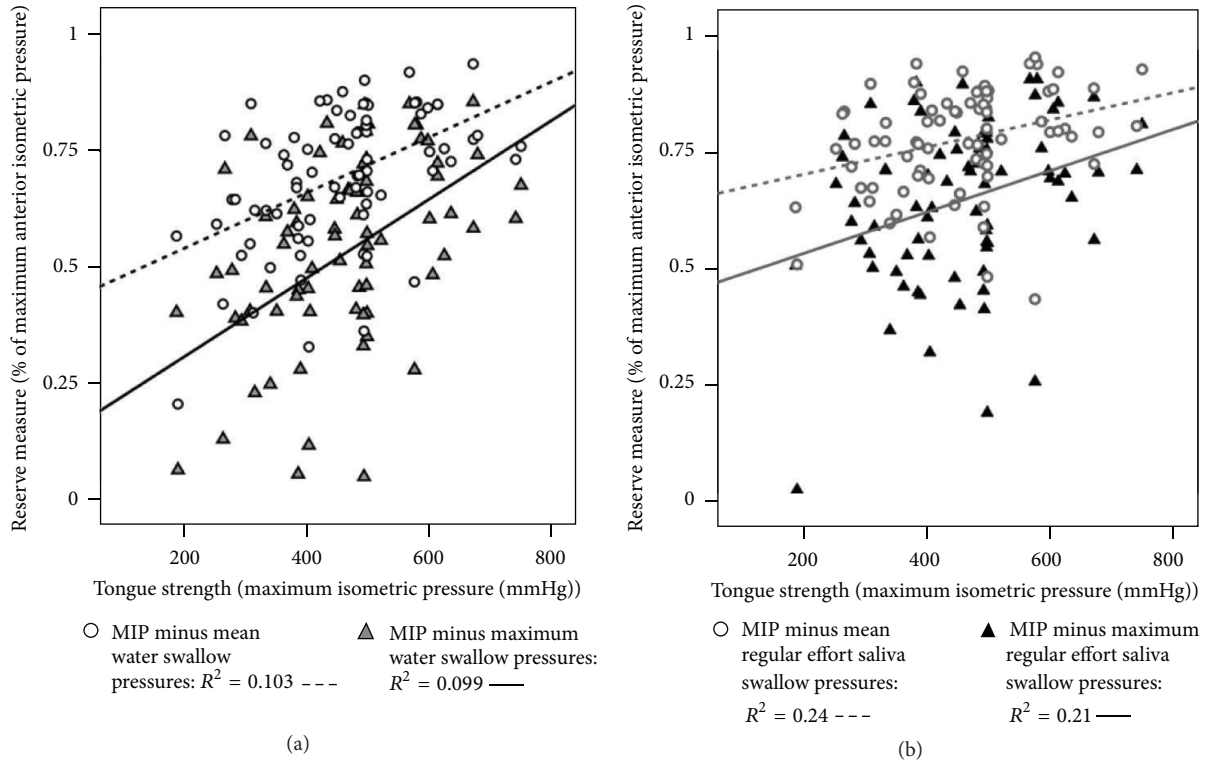 Reserve measure (% of maximum anterior isometric pressure)
1
0.75
0.5
0.25
0
200
400
600
800
Tongue strength (maximum isometric pressure (mmHg))
MIP minus mean
water swallow
pressures: R² = 0.103
MIP minus maximum
water swallow pressures:
R² = 0.099
(a)
Reserve measure (% of maximum anterior isometric pressure)
1
0.75
0.5
0.25
0
200
400
600
800
Tongue strength (maximum isometric pressure (mmHg))
MIP minus mean
regular effort saliva
swallow pressures:
R² = 0.24
MIP minus maximum
regular effort saliva
swallow pressures:
R² = 0.21
(b)